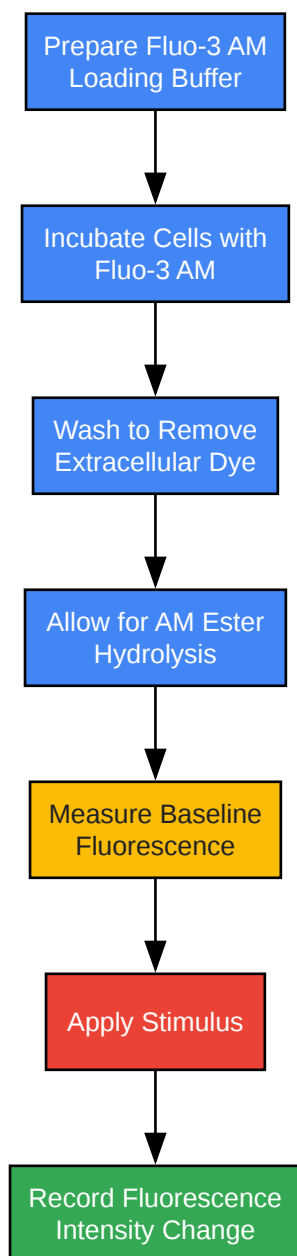 Prepare Fluo-3 AM
Loading Buffer
Incubate Cells with
Fluo-3 AM
Wash to Remove
Extracellular Dye
Allow for AM Ester
Hydrolysis
Measure Baseline
Fluorescence
Apply Stimulus
Record Fluorescence
Intensity Change